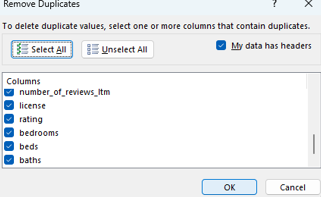 Remove Duplicates
?
To delete duplicate values, select one or more columns that contain duplicates.
Select All
Unselect All
My data has headers
Columns
number_of_reviews_ltm
license
rating
bedrooms
beds
baths
OK
Cancel